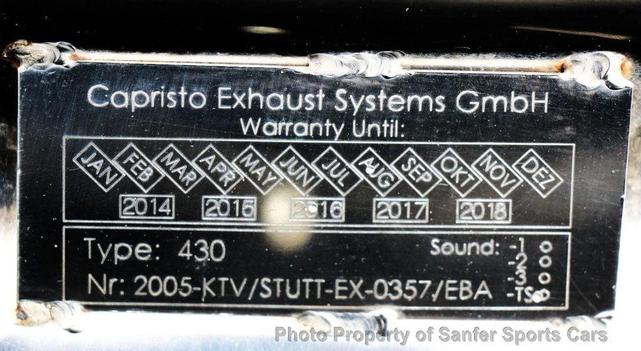 Capristo Exhaust Systems GmbH
Warranty Until:
JAN FEB MAR APR MAY JUN JUL AUG SEP OKT NOV DEZ
2014 2015 2016 2017 2018
Type: 430 Sound: -1
-2
-3
Nr: 2005-KTV/STUTT-EX-0357/EBA -TS
Photo Property of Sanfer Sports Cars